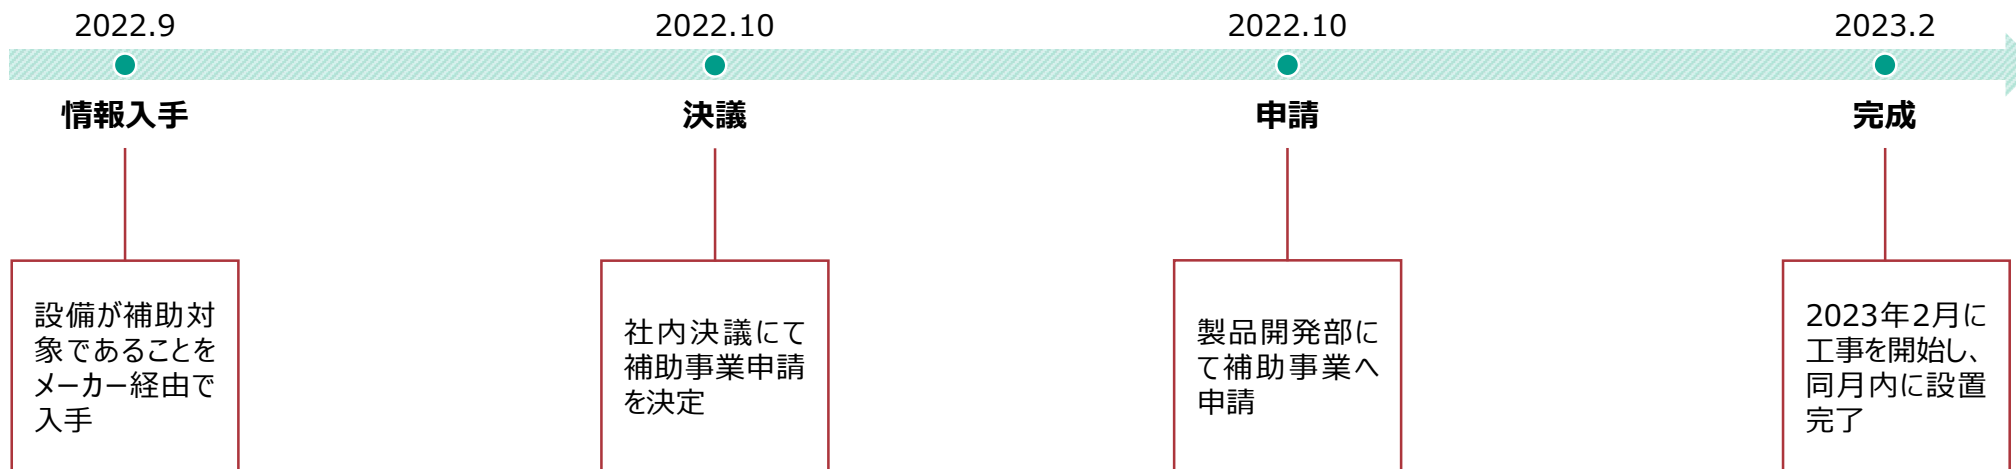 2022.9
2022.10
2022.10
2023.2
情報入手
決議
申請
完成
設備が補助対
象であることを
メーカー経由で
入手
社内決議にて
補助事業申請
を決定
製品開発部に
て補助事業へ
申請
2023年2月に
工事を開始し、
同月内に設置
完了